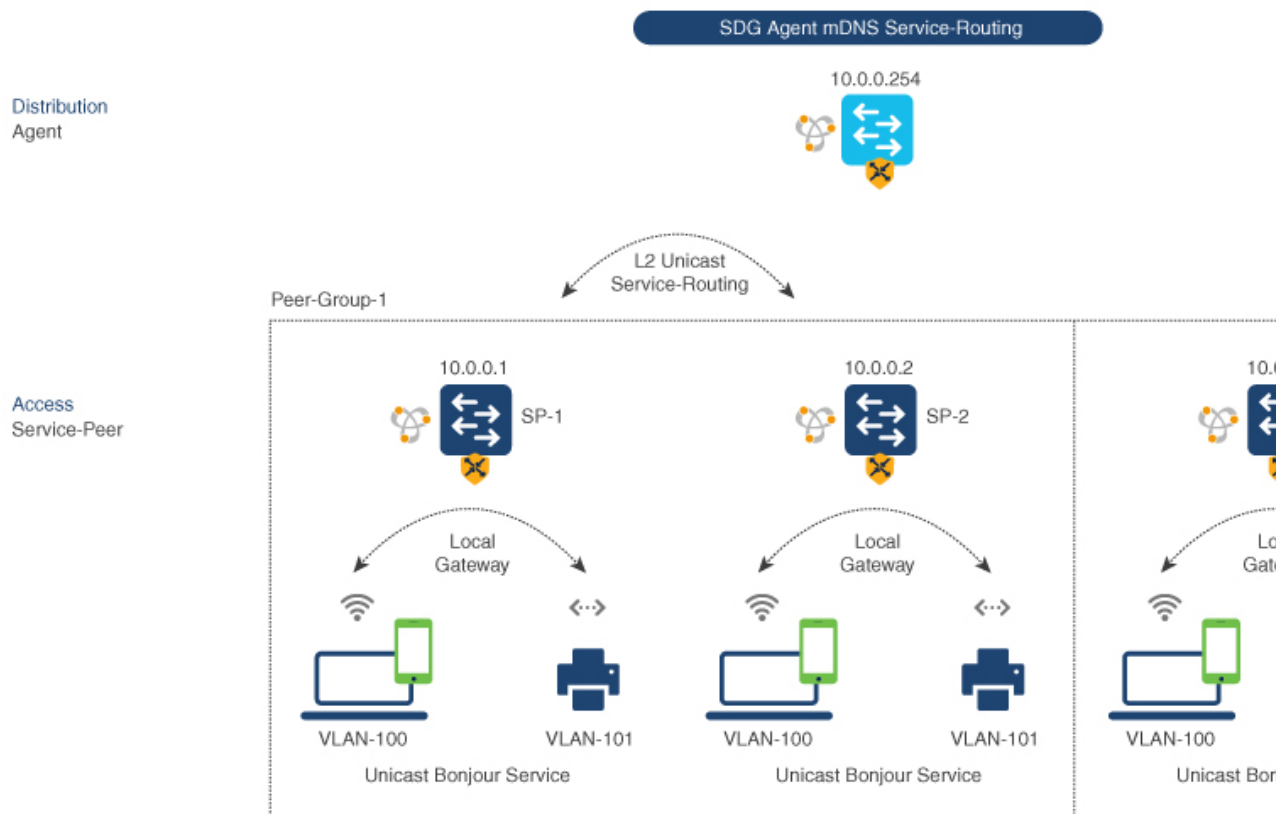 SDG Agent mDNS Service-Routing
10.0.0.254
Distribution
Agent
L2 Unicast
Service-Routing
Peer-Group-1
10.0.0.1
10.0.0.2
Access
Service-Peer
SP-1
SP-2
Local
Gateway
Local
Gateway
VLAN-100
VLAN-101
VLAN-100
VLAN-101
VLAN-100
Unicast Bonjour Service
Unicast Bonjour Service
Unicast